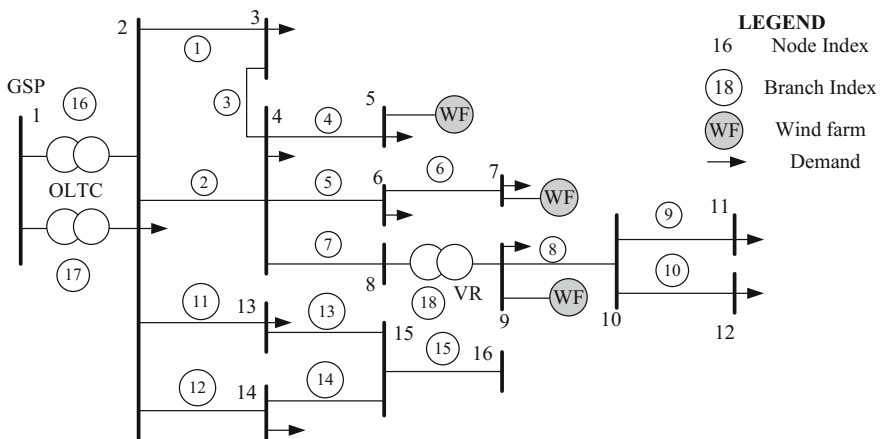 2 3 LEGEND
1 16 Node Index
GSP 16 5 18 Branch Index
1 3 4 4 WF WF Wind farm
OLTC 2 5 6 6 7 WF Demand
17 7 8 18 VR 9 8 WF 10 9 11
10
12
11 13 13 15 15 16
12 14 14